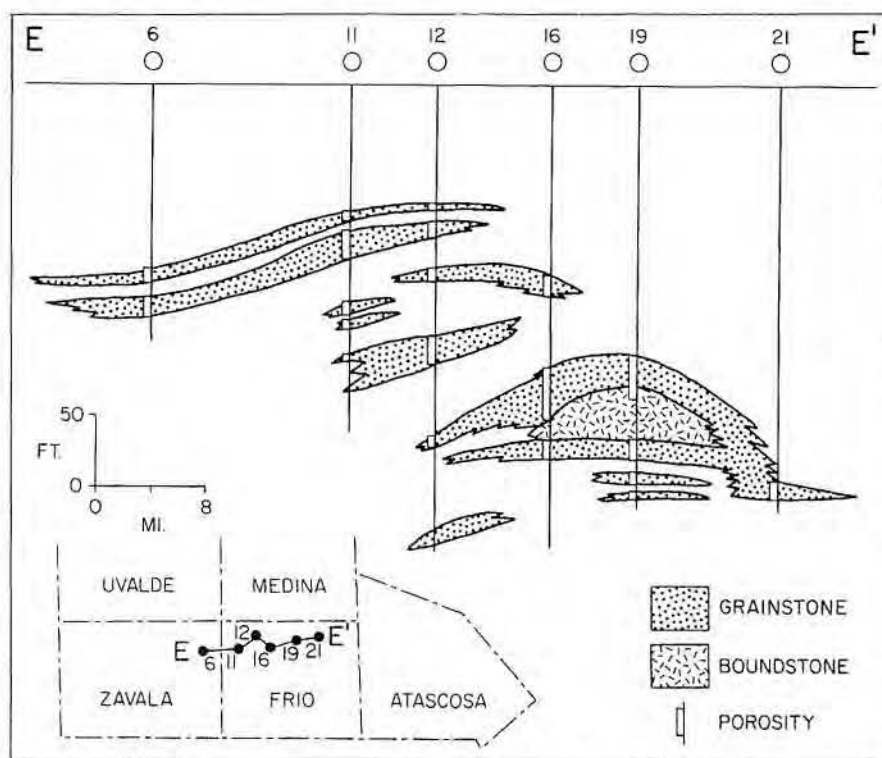 E 6 11 12 16 19 21 E'
50
FT.
0
0 8
MI.
UVALDE MEDINA
12 E'
E 6 11 16 19 21
ZAVALA FRIO ATASCOSA
GRAINSTONE
BOUNDSTONE
POROSITY